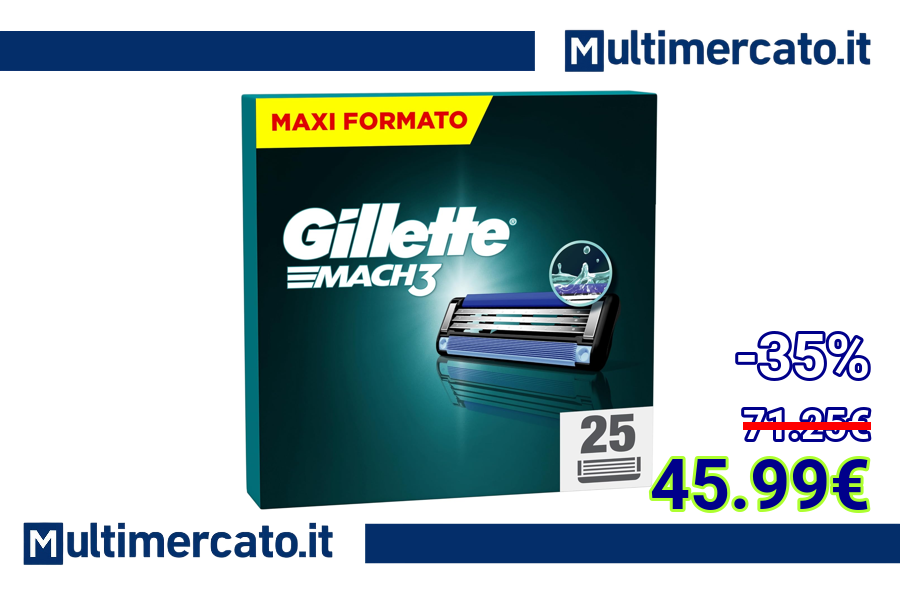 Multimercato.it
MAXI FORMATO
Gillette®
MACH3
25
-35%
71.25€
45.99€
Multimercato.it